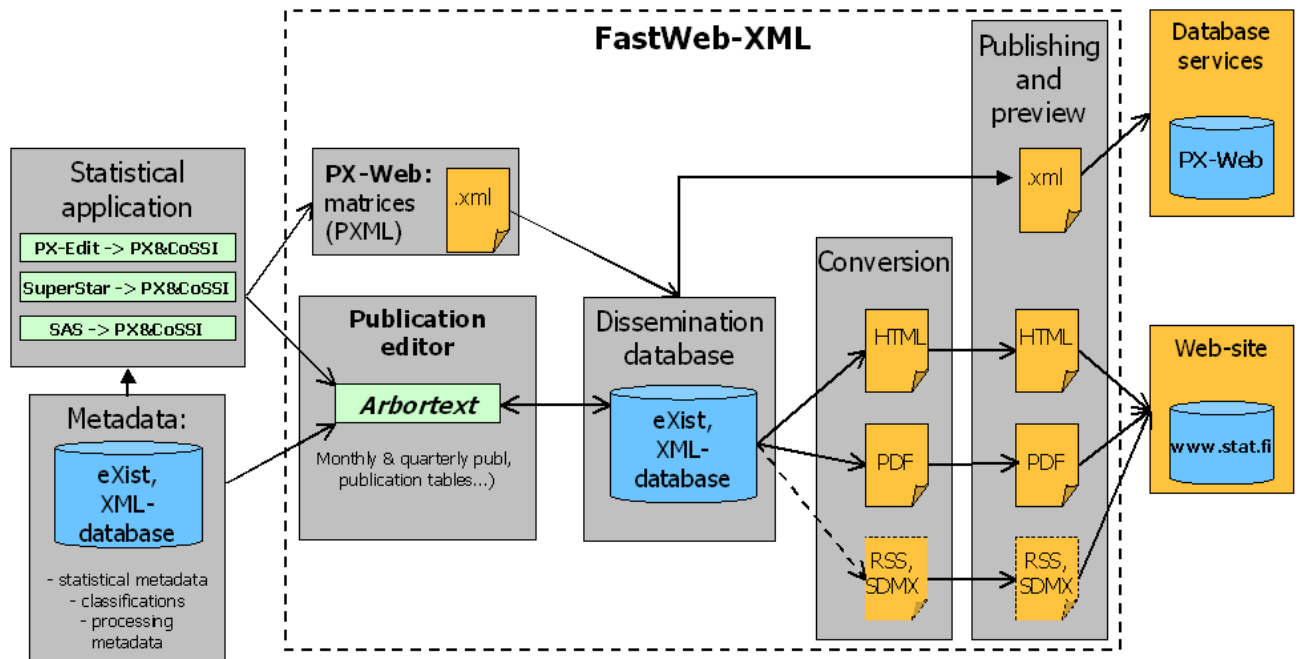 FastWeb-XML
Statistical
application
PX-Edit -> PX&CoSSI
SuperStar -> PX&CoSSI
SAS -> PX&CoSSI
Metadata:
eXist,
XML-
database
- statistical metadata
- classifications
- processing
metadata
PX-Web:
matrices
(PXML)
.xml
Publication
editor
Arbortext
Monthly & quarterly publ,
publication tables...)
Dissemination
database
eXist,
XML-
database
Conversion
HTML
PDF
RSS,
SDMX
Publishing
and
preview
.xml
HTML
PDF
RSS,
SDMX
Database
services
PX-Web
Web-site
www.stat.fi